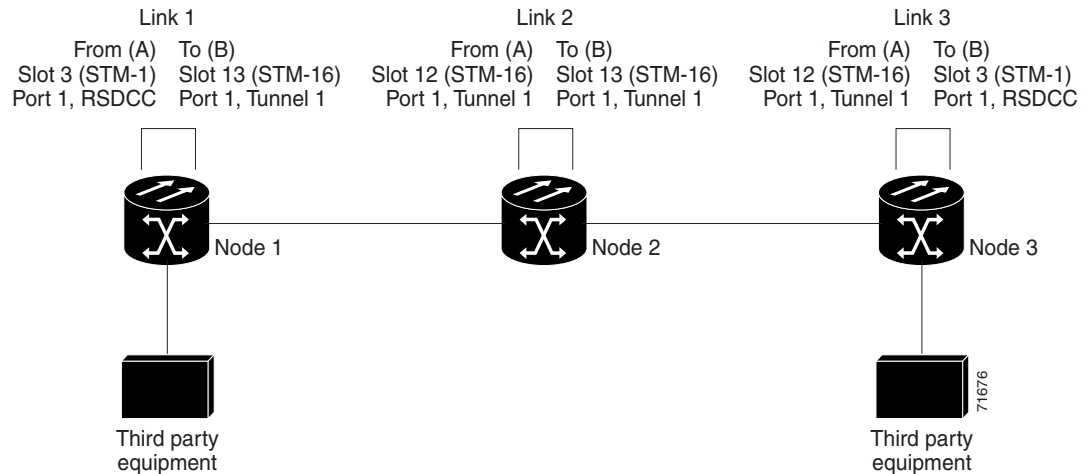 Link 1
From (A)
Slot 3 (STM-1)
Port 1, RSDCC
To (B)
Slot 13 (STM-16)
Port 1, Tunnel 1
Link 2
From (A)
Slot 12 (STM-16)
Port 1, Tunnel 1
To (B)
Slot 13 (STM-16)
Port 1, Tunnel 1
Link 3
From (A)
Slot 12 (STM-16)
Port 1, Tunnel 1
To (B)
Slot 3 (STM-1)
Port 1, RSDCC
Node 1
Node 2
Node 3
Third party
equipment
Third party
equipment
71676